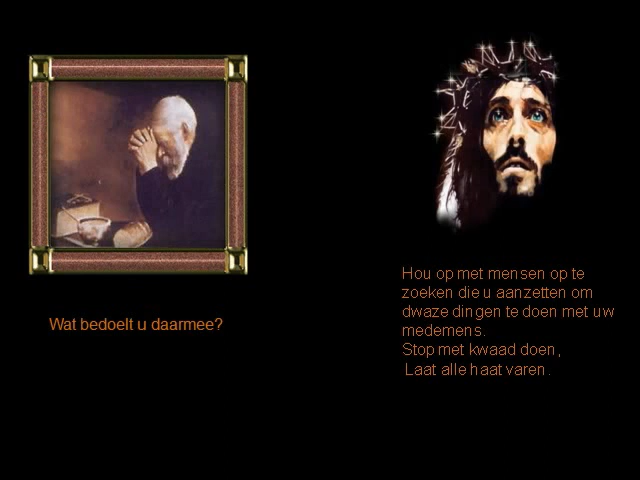 Wat bedoelt u daarmee?
Hou op met mensen op te
zoeken die u aanzetten om
dwaze dingen te doen met uw
medemens.
Stop met kwaad doen,
Laat alle haat varen.